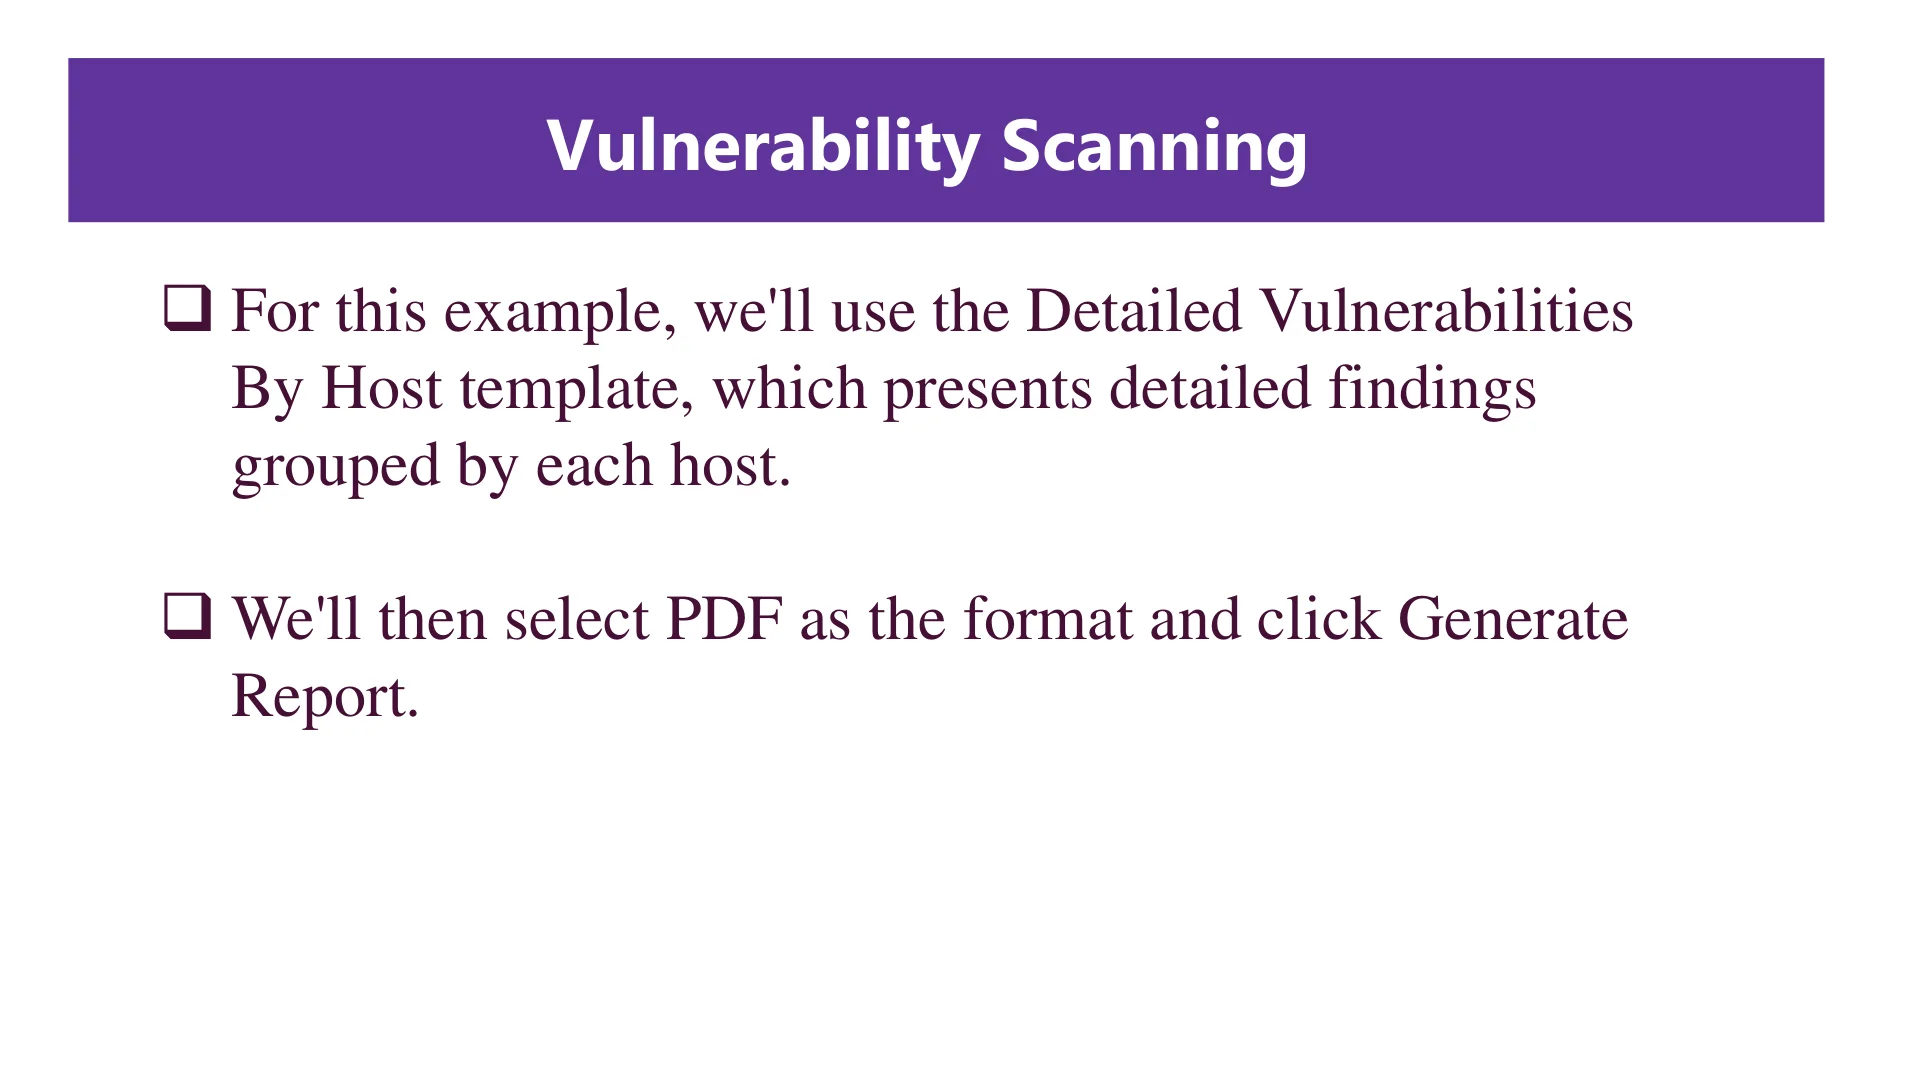 Vulnerability Scanning
❑ For this example, we'll use the Detailed Vulnerabilities
By Host template, which presents detailed findings
grouped by each host.
❑ We'll then select PDF as the format and click Generate
Report.